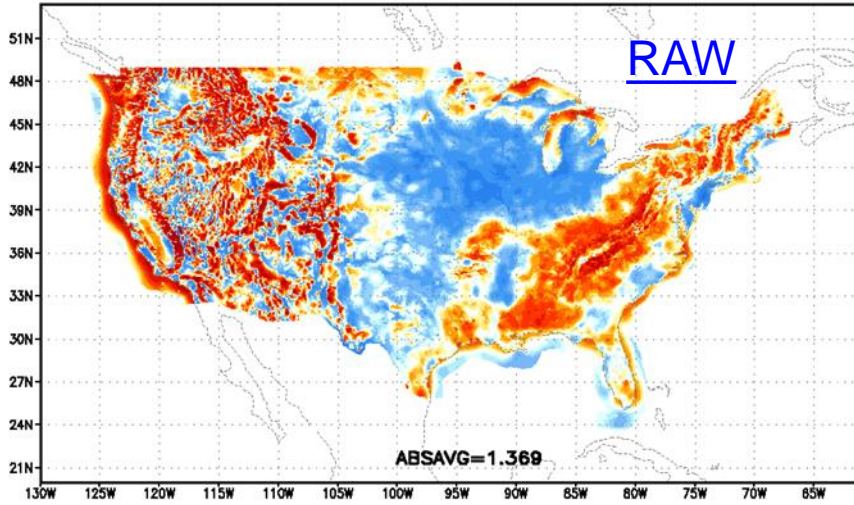 RAW
51N
48N
45N
42N
39N
36N
33N
30N
27N
24N
21N
ABSAVG=1.369
130W 125W 120W 115W 110W 105W 100W 95W 90W 85W 80W 75W 70W 65W